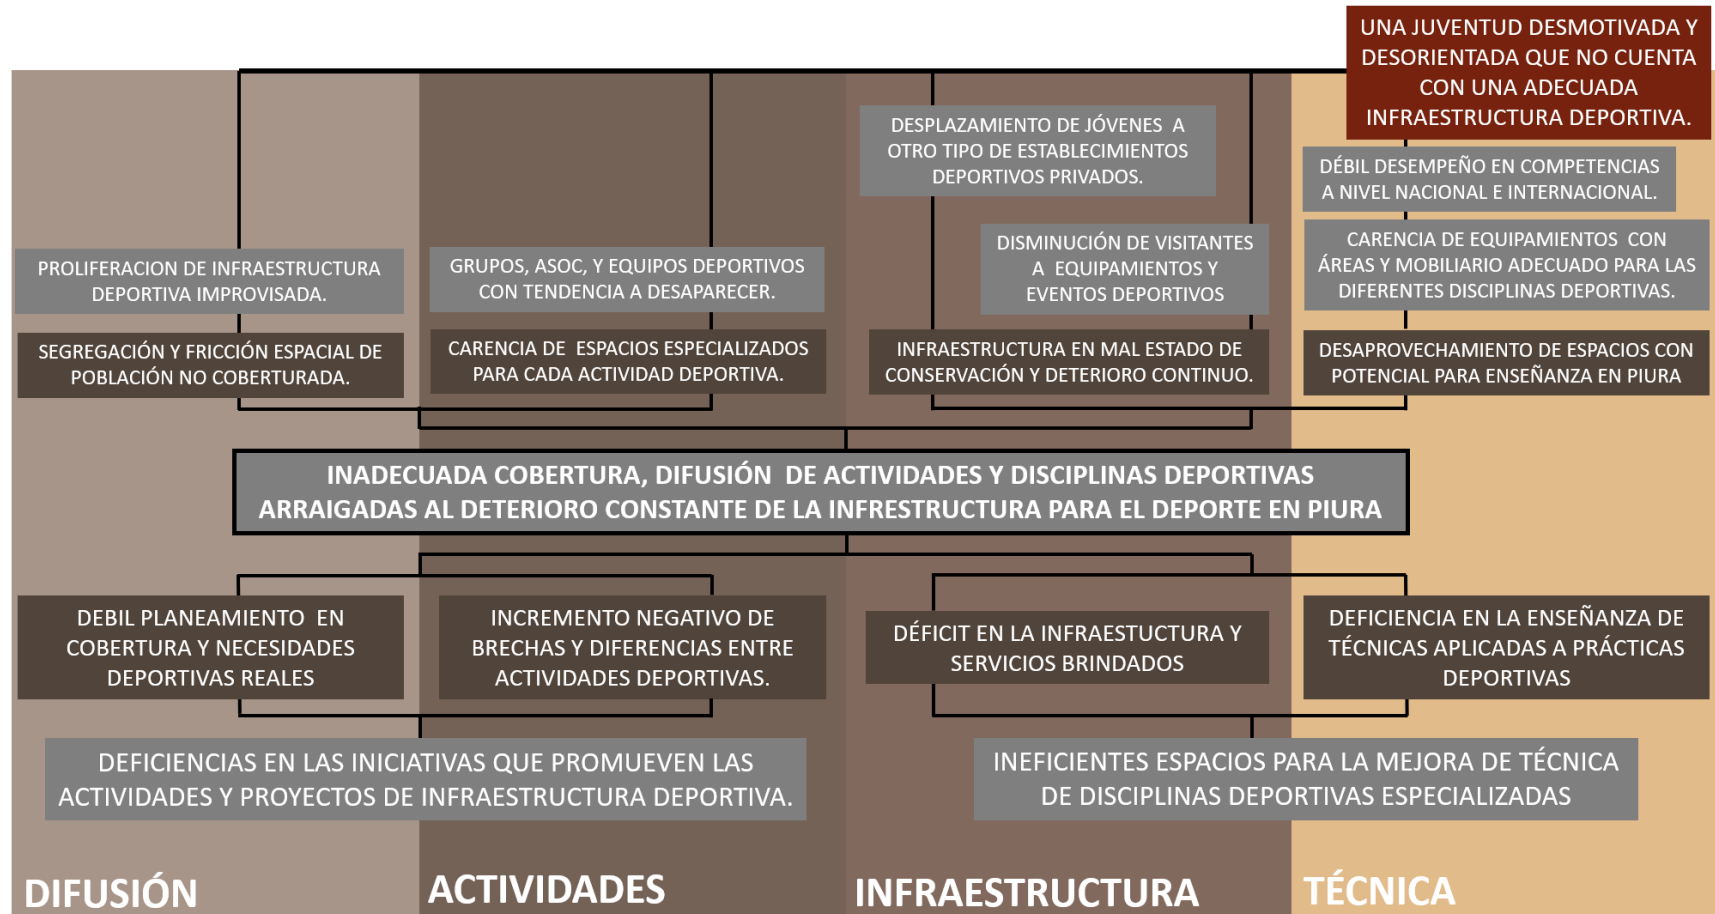 UNA JUVENTUD DESMOTIVADA Y
DESORIENTADA QUE NO CUENTA
CON UNA ADECUADA
INFRAESTRUCTURA DEPORTIVA.
DESPLAZAMIENTO DE JÓVENES A
OTRO TIPO DE ESTABLECIMIENTOS
DEPORTIVOS PRIVADOS.
DÉBIL DESEMPEÑO EN COMPETENCIAS
A NIVEL NACIONAL E INTERNACIONAL.
PROLIFERACION DE INFRAESTRUCTURA
DEPORTIVA IMPROVISADA.
GRUPOS, ASOC, Y EQUIPOS DEPORTIVOS
CON TENDENCIA A DESAPARECER.
DISMINUCIÓN DE VISITANTES
A EQUIPAMIENTOS Y
EVENTOS DEPORTIVOS
CARENCIA DE EQUIPAMIENTOS CON
ÁREAS Y MOBILIARIO ADECUADO PARA LAS
DIFERENTES DISCIPLINAS DEPORTIVAS.
SEGREGACIÓN Y FRICCIÓN ESPACIAL DE
POBLACIÓN NO COBERTURADA.
CARENCIA DE ESPACIOS ESPECIALIZADOS
PARA CADA ACTIVIDAD DEPORTIVA.
INFRAESTRUCTURA EN MAL ESTADO DE
CONSERVACIÓN Y DETERIORO CONTINUO.
DESAPROVECHAMIENTO DE ESPACIOS CON
POTENCIAL PARA ENSEÑANZA EN PIURA
INADECUADA COBERTURA, DIFUSIÓN DE ACTIVIDADES Y DISCIPLINAS DEPORTIVAS
ARRAIGADAS AL DETERIORO CONSTANTE DE LA INFRESTRUCTURA PARA EL DEPORTE EN PIURA
DEBIL PLANEAMIENTO EN
COBERTURA Y NECESIDADES
DEPORTIVAS REALES
INCREMENTO NEGATIVO DE
BRECHAS Y DIFERENCIAS ENTRE
ACTIVIDADES DEPORTIVAS.
DÉFICIT EN LA INFRAESTUCTURA Y
SERVICIOS BRINDADOS
DEFICIENCIA EN LA ENSEÑANZA DE
TÉCNICAS APLICADAS A PRÁCTICAS
DEPORTIVAS
DEFICIENCIAS EN LAS INICIATIVAS QUE PROMUEVEN LAS
ACTIVIDADES Y PROYECTOS DE INFRAESTRUCTURA DEPORTIVA.
INEFICIENTES ESPACIOS PARA LA MEJORA DE TÉCNICA
DE DISCIPLINAS DEPORTIVAS ESPECIALIZADAS
DIFUSIÓN
ACTIVIDADES
INFRAESTRUCTURA
TÉCNICA